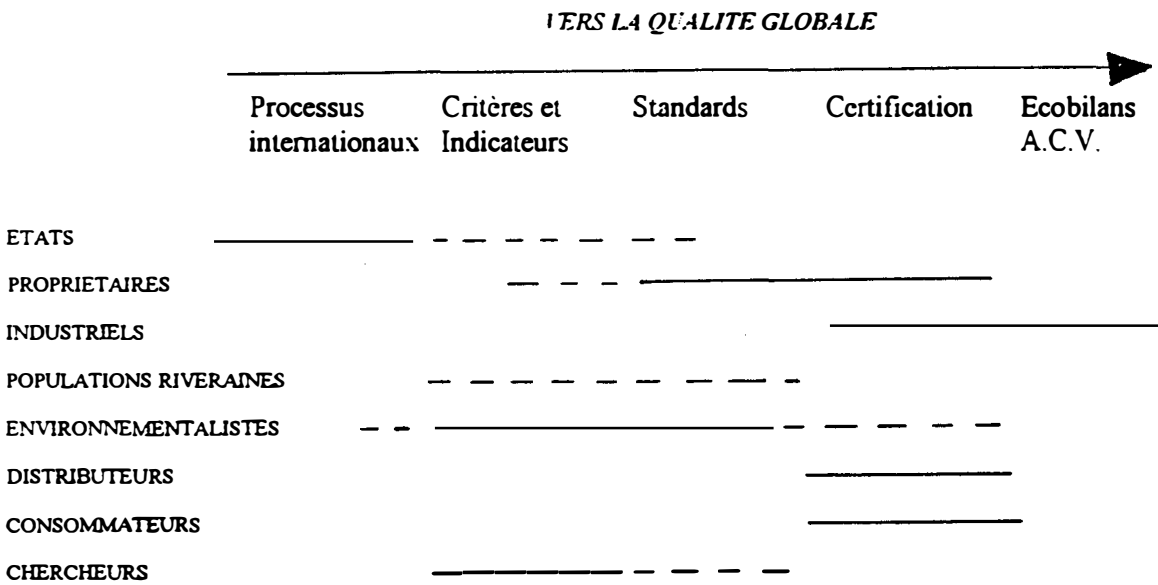 VERS LA QUALITE GLOBALE
Processus internationaux
Critères et Indicateurs
Standards
Certification
Ecobilans A.C.V.
ETATS
PROPRIETAIRES
INDUSTRIELS
POPULATIONS RIVERAINES
ENVIRONNEMENTALISTES
DISTRIBUTEURS
CONSOMMATEURS
CHERCHEURS